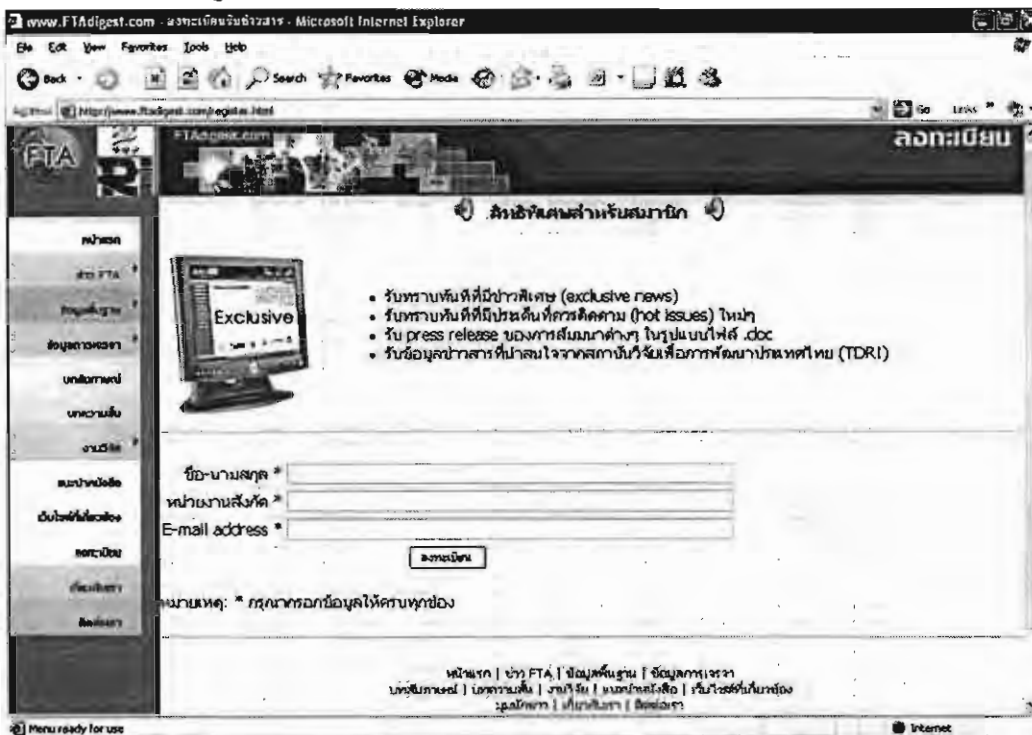 www.FTAdigest.com - ลงทะเบียนรับข่าวสาร - Microsoft Internet Explorer
File Edit View Favorites Tools Help
Back Search Favorites Media
Address http://www.ftadigest.com/register.html Go Links »
FTA
FTAdigest.com
ลงทะเบียน
สิทธิพิเศษสำหรับสมาชิก
หน้าแรก
ข่าว FTA
ข้อมูลพื้นฐาน
ข้อมูลการเจรจา
บทสัมภาษณ์
บทความสั้น
งานวิจัย
แนะนำหนังสือ
เว็บไซต์ที่เกี่ยวข้อง
ลงทะเบียน
เกี่ยวกับเรา
ติดต่อเรา
Exclusive
• รับทราบทันทีที่มีข่าวพิเศษ (exclusive news)
• รับทราบทันทีที่มีประเด็นที่ควรติดตาม (hot issues) ใหม่ๆ
• รับ press release ของการสัมมนาต่างๆ ในรูปแบบไฟล์ .doc
• รับข้อมูลข่าวสารที่น่าสนใจจากสถาบันวิจัยเพื่อการพัฒนาประเทศไทย (TDRI)
ชื่อ-นามสกุล *
หน่วยงานสังกัด *
E-mail address *
ลงทะเบียน
หมายเหตุ: * กรุณากรอกข้อมูลให้ครบทุกช่อง
หน้าแรก | ข่าว FTA | ข้อมูลพื้นฐาน | ข้อมูลการเจรจา
บทสัมภาษณ์ | บทความสั้น | งานวิจัย | แนะนำหนังสือ | เว็บไซต์ที่เกี่ยวข้อง
| เกี่ยวกับเรา | ติดต่อเรา
Menu ready for use
Internet